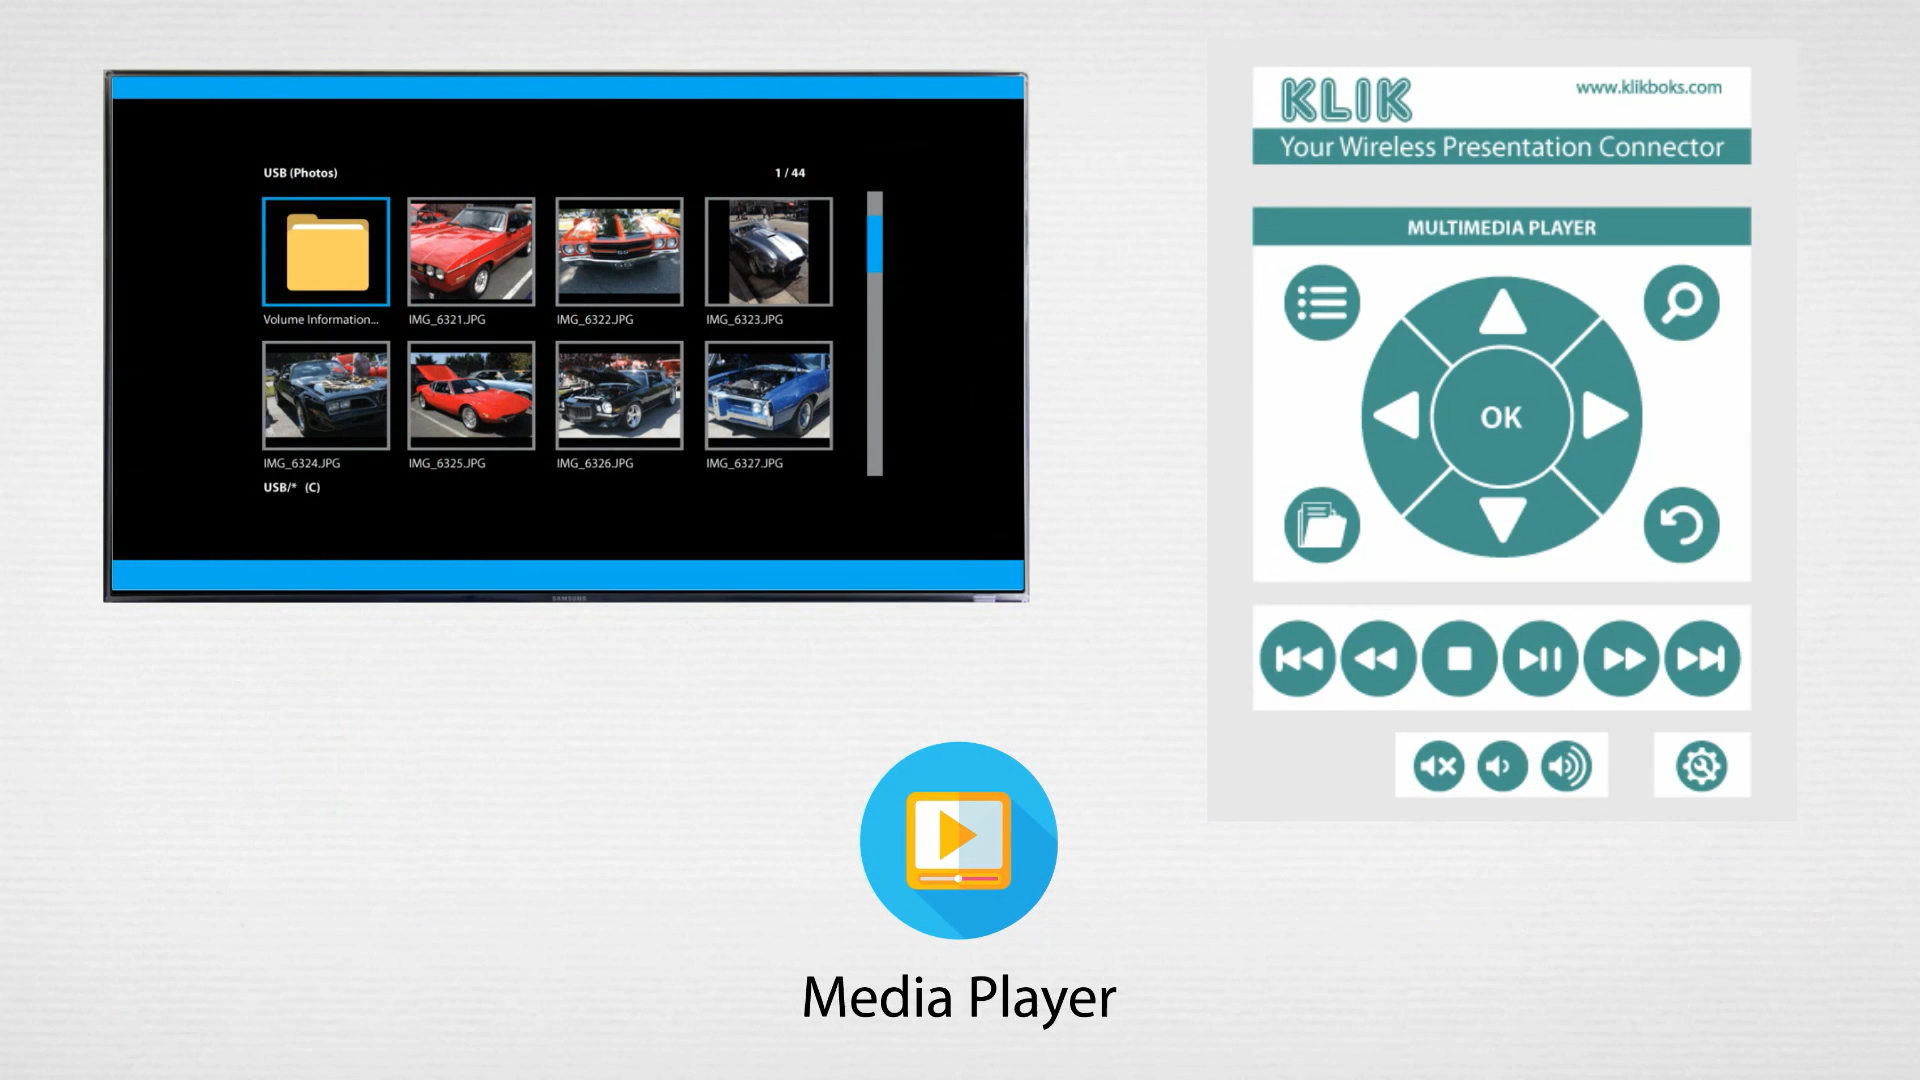 USB (Photos)
1 / 44
Volume Information...
IMG_6321.JPG
IMG_6322.JPG
IMG_6323.JPG
IMG_6324.JPG
IMG_6325.JPG
IMG_6326.JPG
IMG_6327.JPG
USB/* (C)
SAMSUNG
KLIK
www.klikboks.com
Your Wireless Presentation Connector
MULTIMEDIA PLAYER
OK
Media Player